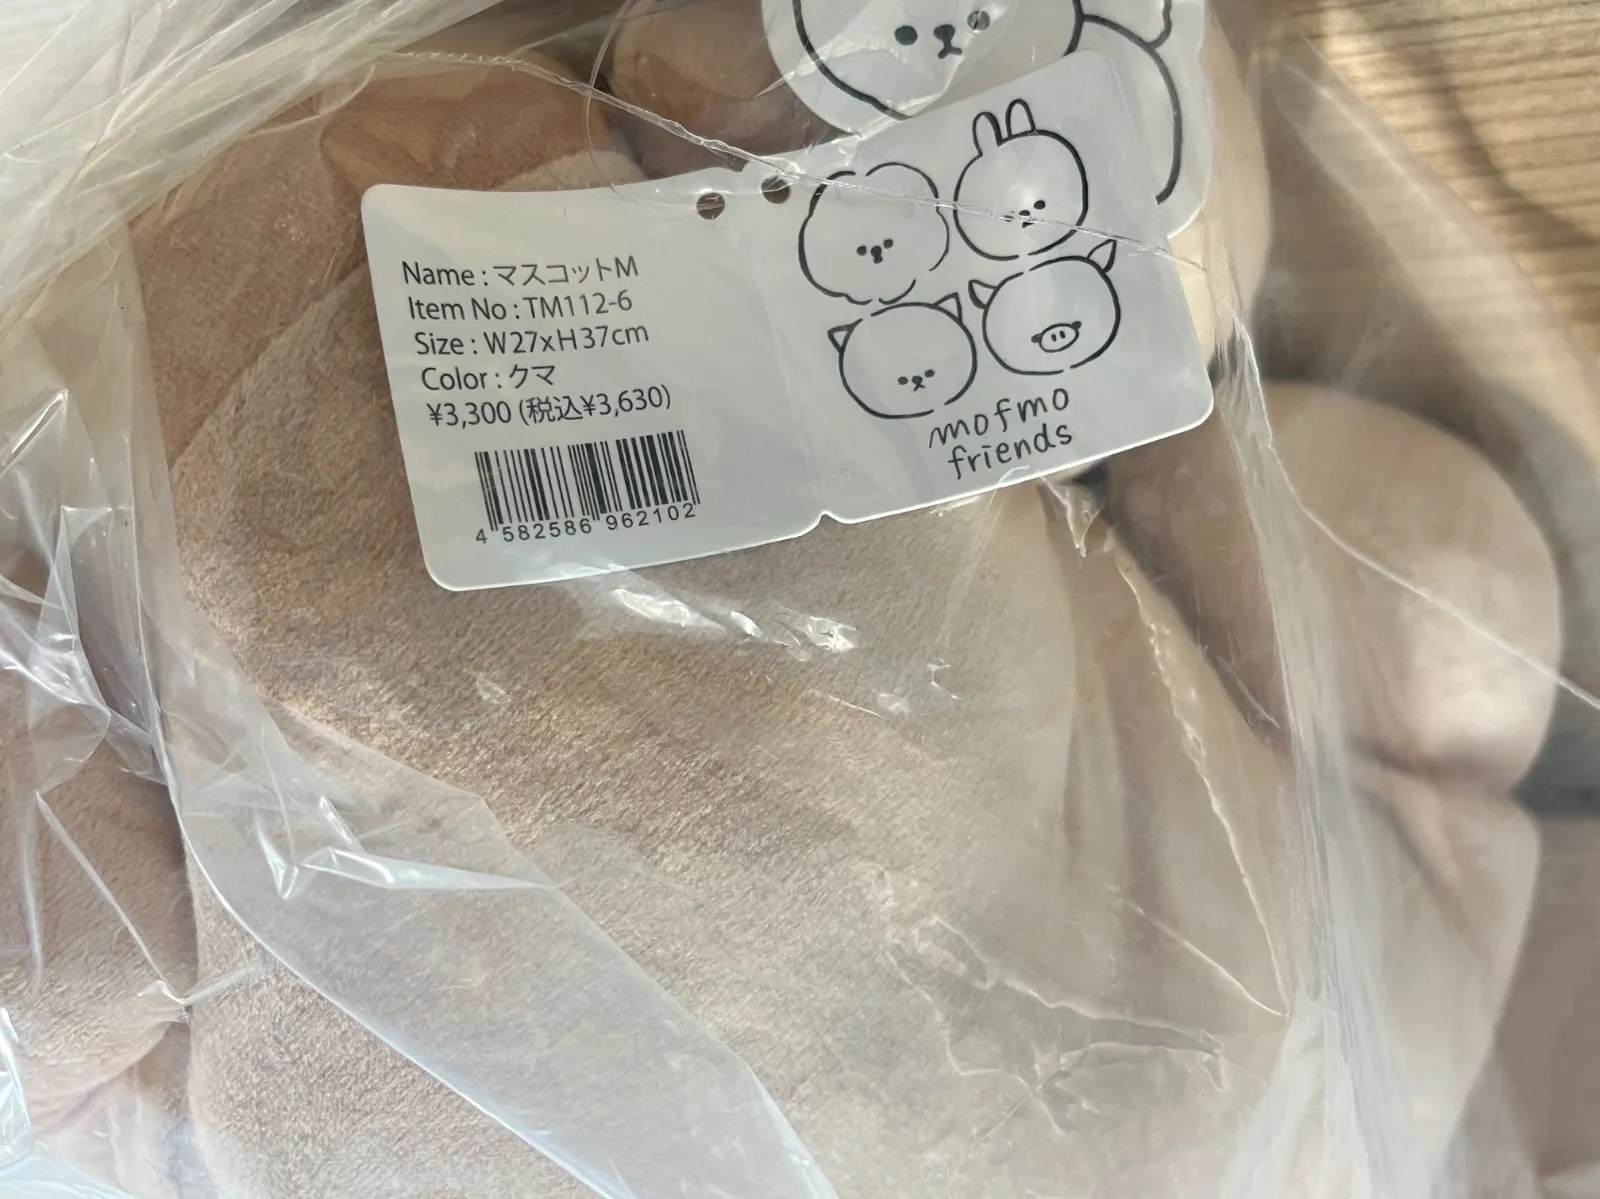 Name : マスコットM
Item No : TM112-6
Size : W27xH37cm
Color : クマ
¥3,300 (税込¥3,630)
4 582586 962102
mofmo
friends